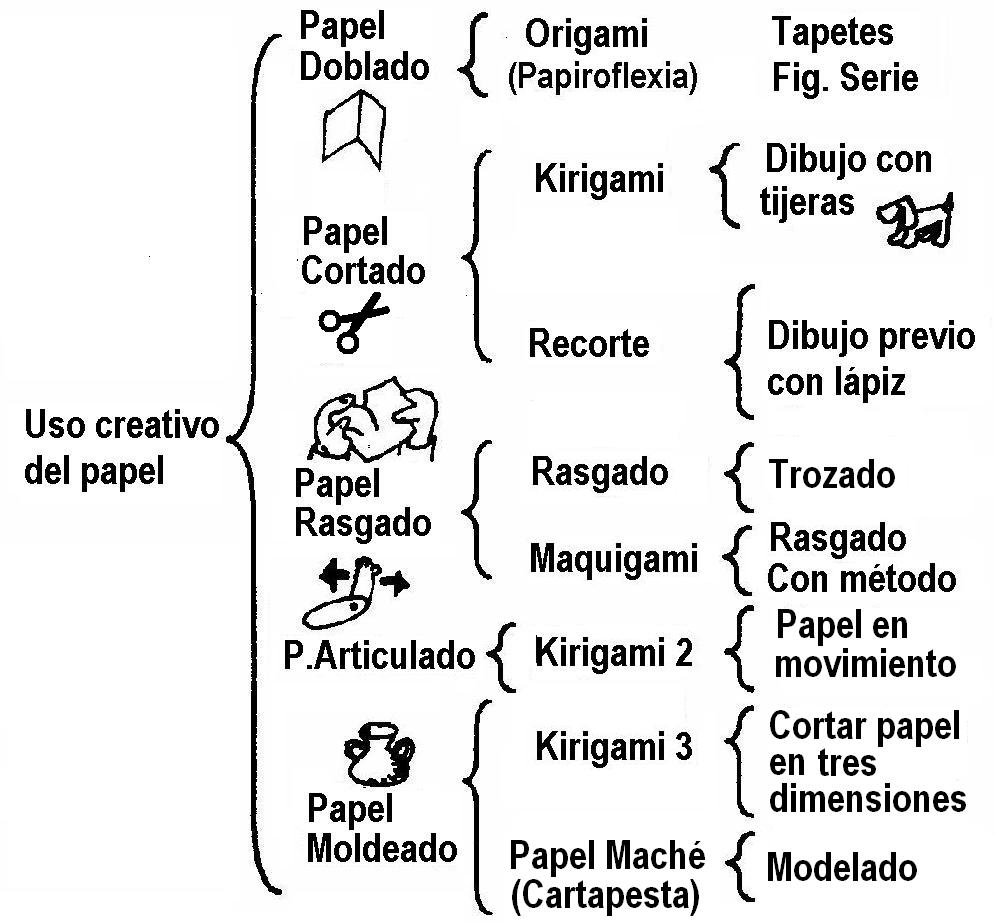 Uso creativo
del papel
Papel
Doblado
Origami
(Papiroflexia)
Tapetes
Fig. Serie
Papel
Cortado
Kirigami
Dibujo con
tijeras
Recorte
Dibujo previo
con lápiz
Papel
Rasgado
Rasgado
Trozado
Maquigami
Rasgado
Con método
P.Articulado
Kirigami 2
Papel en
movimiento
Papel
Moldeado
Kirigami 3
Cortar papel
en tres
dimensiones
Papel Maché
(Cartapesta)
Modelado